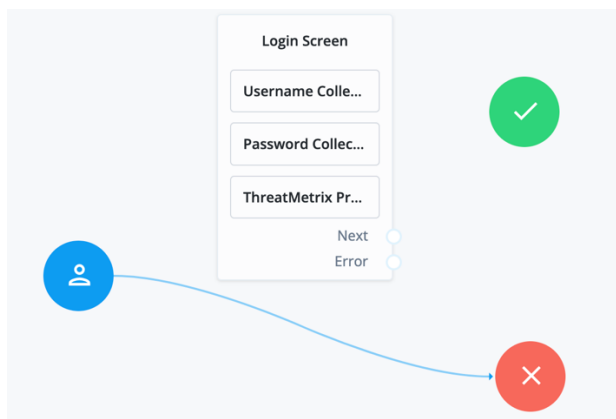 Login Screen
Username Colle...
Password Collec...
ThreatMetrix Pr...
Next
Error